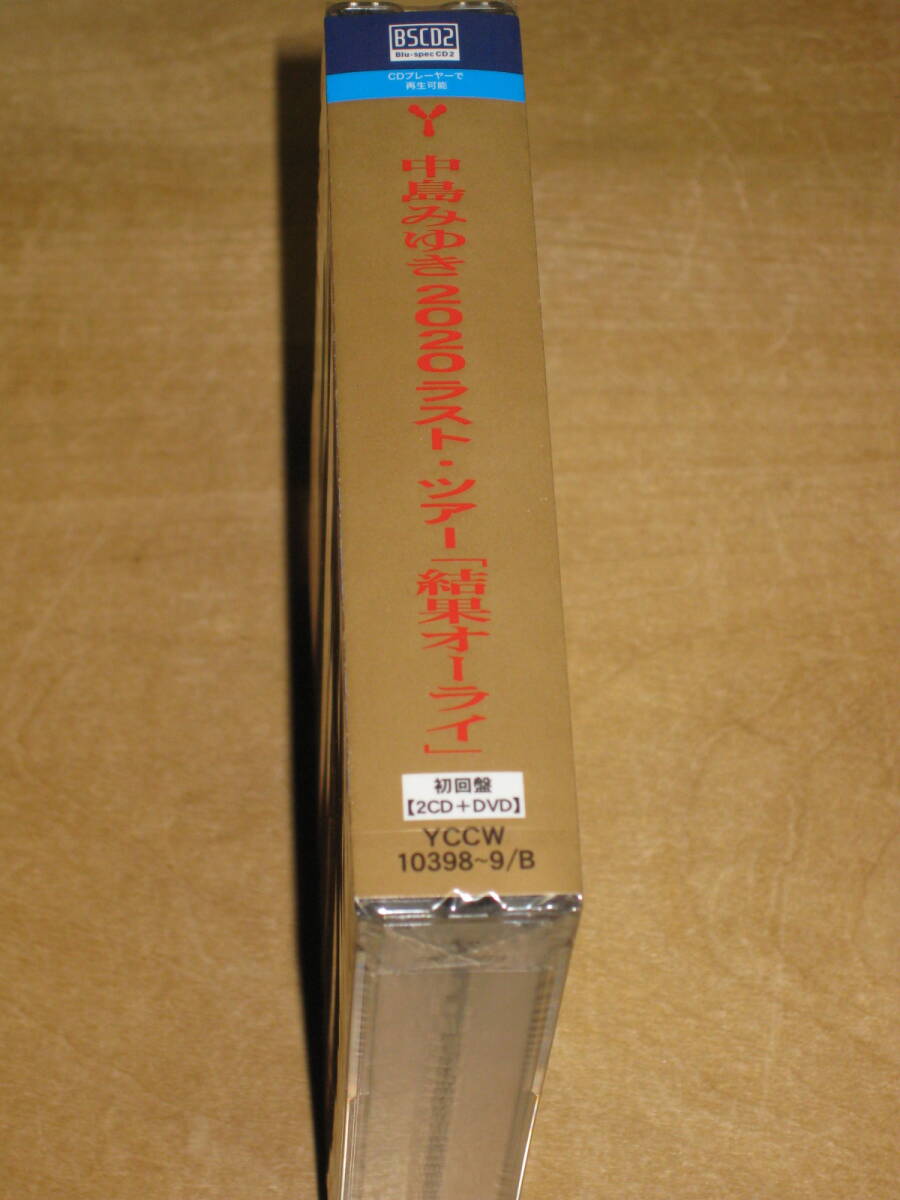 BSCD2
Blu-specCD2
CDプレーヤーで
再生可能
中島みゆき2020ラスト・ツアー「結果オーライ」
初回盤
【2CD+DVD】
YCCW
10398~9/B